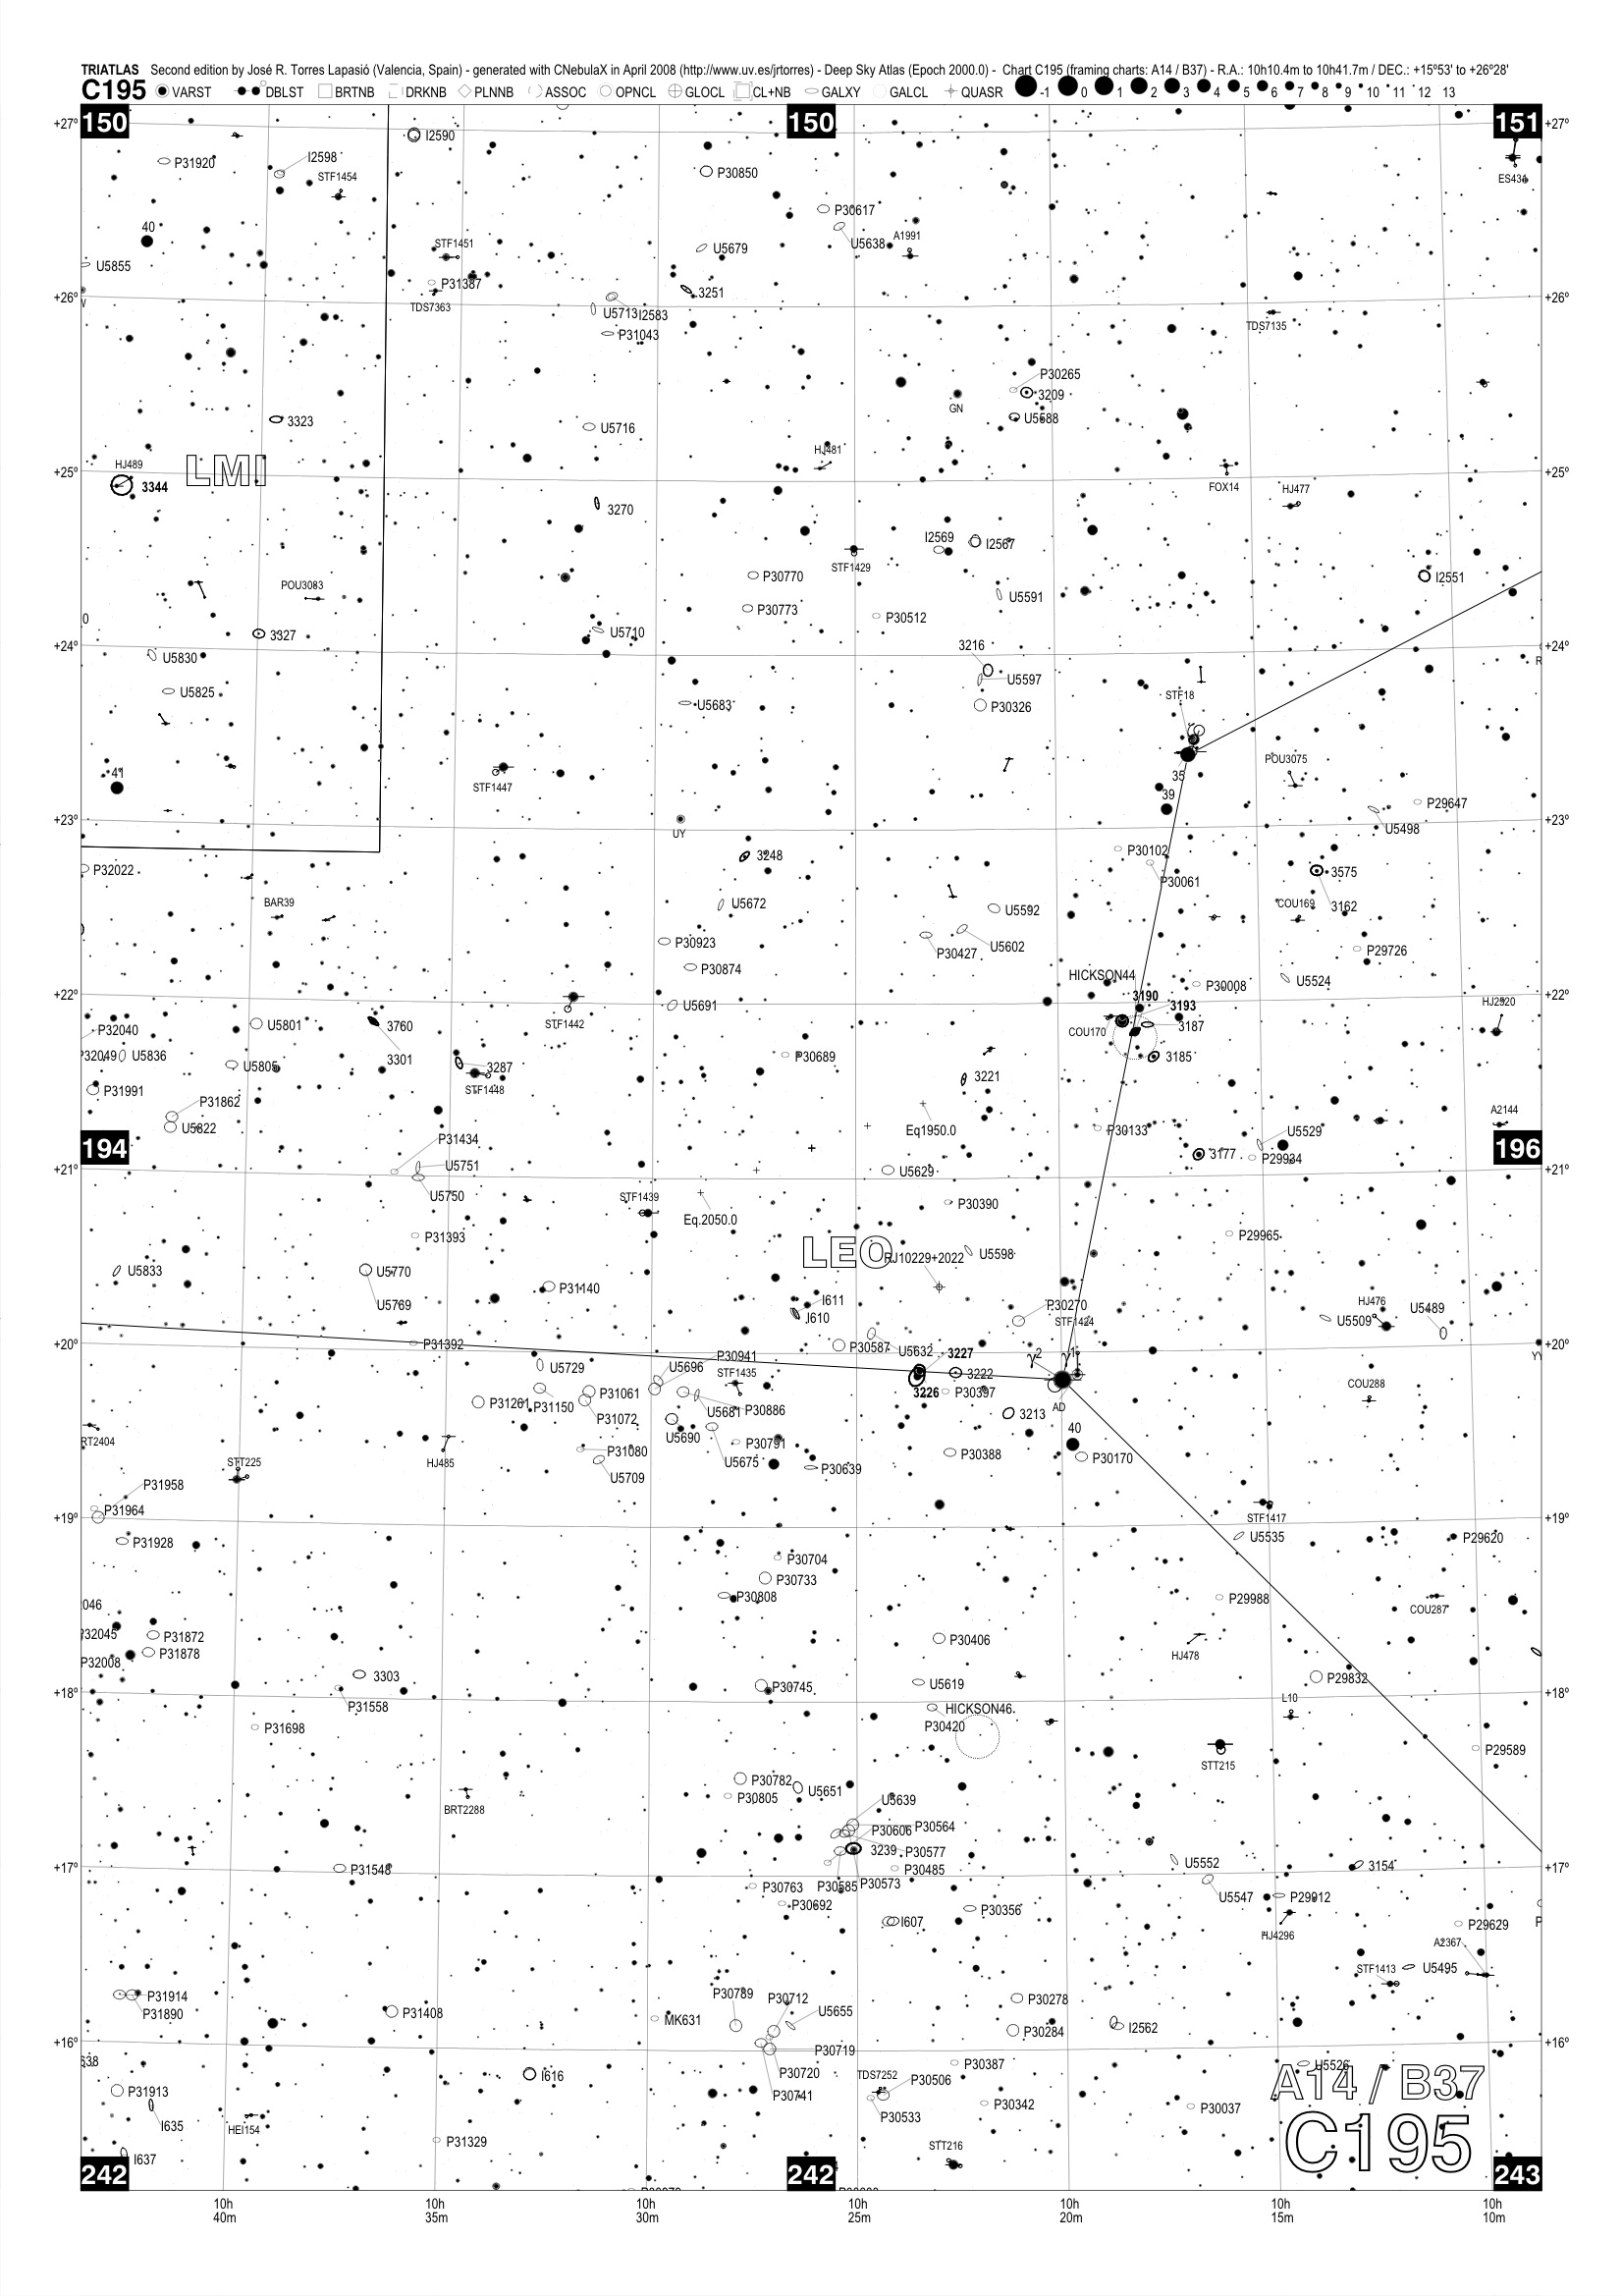 TRIATLAS Second edition by José R. Torres Lapasió (Valencia, Spain) - generated with CNebulaX in April 2008 (http://www.uv.es/jrtorres) - Deep Sky Atlas (Epoch 2000.0) - Chart C195 (framing charts: A14 / B37) - R.A.: 10h10.4m to 10h41.7m / DEC.: +15°53' to +26°28'
C195 VARST DBLST BRTNB DRKNB PLNNB ASSOC OPNCL GLOCL CL+NB GALXY GALCL QUASR -1 0 1 2 3 4 5 6 7 8 9 10 11 12 13
+27° 150 150 151 +27°
I2590
P31920 I2598 STF1454 P30850 ES434
P30617
40 STF1451 U5679 U5638 A1991
U5855 P31387
+26° TDS7363 3251 +26°
U5713 I2583 TDS7135
P31043
P30265
GN 3209
3323 U5716 U5688
+25° HJ489 LMI HJ481 +25°
3344 FOX14 HJ477
3270
I2569 I2567
STF1429
P30770 I2551
POU3083 U5591
P30773 P30512
0
3327 U5710
+24° 3216 +24°
U5830 U5597 R
U5825 U5683 P30326 STF18
POU3075
41 STF1447 35
39 P29647
+23° UY U5498 +23°
P30102
P32022 3248 P30061 3575
BAR39 U5672 U5592 COU169 3162
P30923 U5602
P30427 P29726
P30874 HICKSON44
P30008 U5524
+22° U5691 3190 +22°
STF1442 3193 HJ2520
P32040 U5801 3760 COU170 3187
P32049 U5836 3301 P30689 3185
U5805 3287
P31991 STF1448 3221
P31862 A2144
U5822 Eq1950.0 P30133 U5529
194 P31434 3177 196
+21° U5751 U5629 P29934 +21°
U5750 STF1439
Eq.2050.0 P30390
P31393 P29965
LEO
U5833 U5770 RJ10229+2022 U5598
P31140
U5769 I611 HJ476 U5489
I610 P30270 U5509
STF1424
+20° P31392 P30587 U5632 +20°
P30941 3227 γ2 γ1
U5729 U5696 STF1435 3222 YY
P31061 3226 P30397 COU288
P31201 P31150 U5681 P30886 AD
P31072 3213 40
RT2404 U5690
P31080 U5675 P30791 P30388 P30170
STT225 HJ485 U5709 P30639
P31958
+19° P31964 STF1417 +19°
U5535 P29620
P31928
P30704
P30733
P30808 P29988
046 COU287
P32045 P31872
P30406
P31878 HJ478
P32008
3303 P29832
P30745 U5619
+18° P31558 HICKSON46 L10 +18°
P31698 P30420
P29589
STT215
P30782 U5651
BRT2288 P30805 U5639
P30564
P30606
3239 P30577
+17° P31548 P30485 U5552 3154 +17°
P30763 P30585 P30573
P30692 U5547 P29912
P30356
I607 P29629
HJ4296 A2367
STF1413 U5495
P31914 P30789 P30712
P31890 P31408 MK631 U5655 P30278
+16° P30284 I2562 +16°
P30719
P30387 U5526
P30720 A14 / B37
I616 TDS7252 P30506
P31913 P30741 P30342 P30037
P30533
I635 HEI154 C195
P31329
STT216
I637
242 242 243
10h 10h 10h 10h 10h 10h 10h
40m 35m 30m 25m 20m 15m 10m